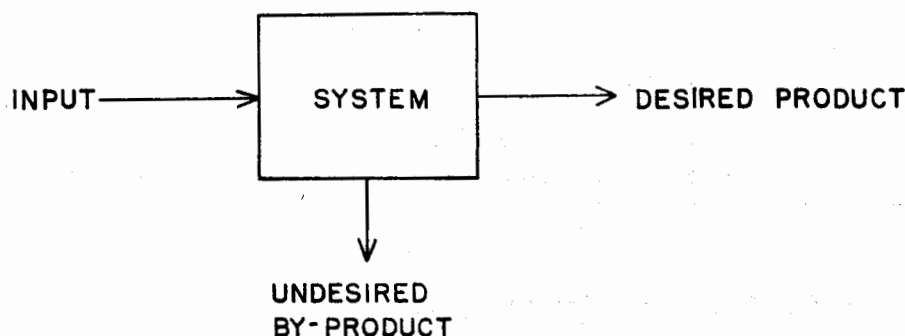 INPUT
SYSTEM
DESIRED PRODUCT
UNDESIRED
BY-PRODUCT